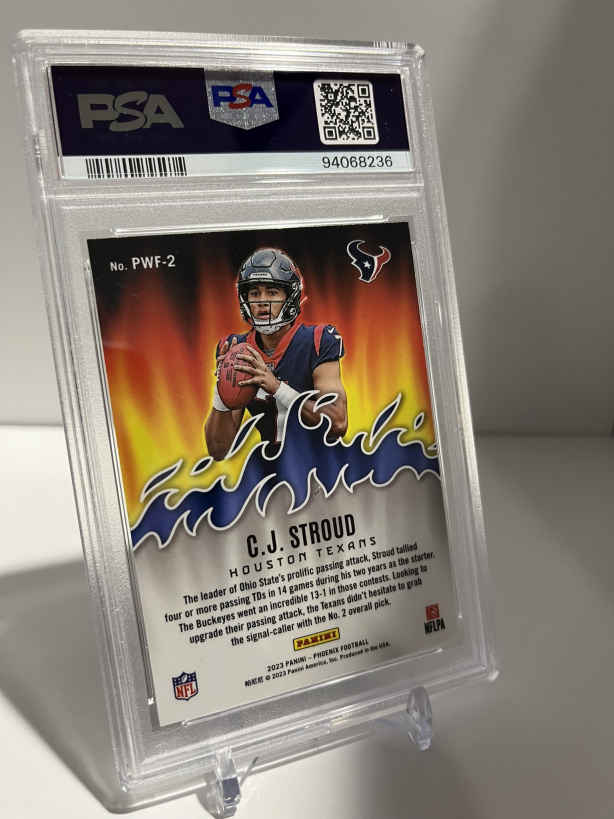 PSA
PSA
94068236
No. PWF-2
C.J. STROUD
HOUSTON TEXANS
The leader of Ohio State's prolific passing attack, Stroud tallied
four or more passing TDs in 14 games during his two years as the starter.
The Buckeyes went an incredible 13-1 in those contests. Looking to
upgrade their passing attack, the Texans didn't hesitate to grab
the signal-caller with the No. 2 overall pick.
PANINI
2023 PANINI – PHOENIX FOOTBALL
© 2023 Panini America, Inc. Produced in the USA.
NFL
NFLPA